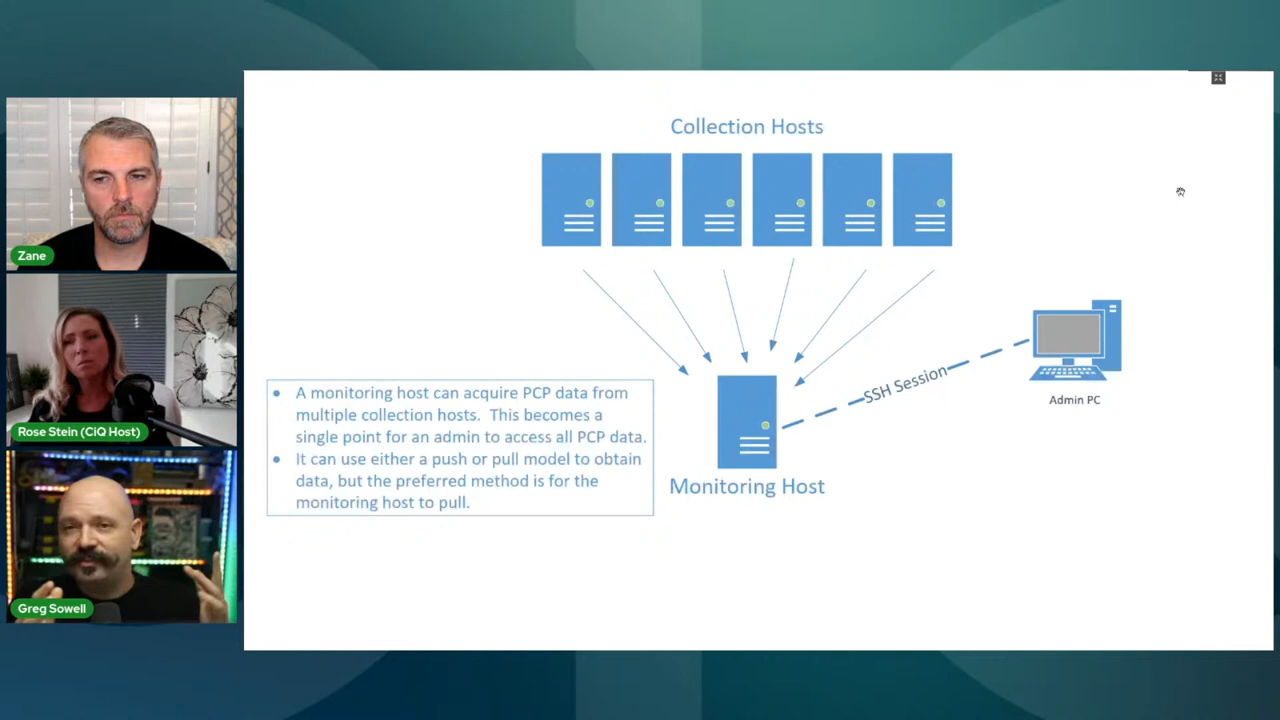 Collection Hosts
Zane
SSH Session
Admin PC
● A monitoring host can acquire PCP data from
multiple collection hosts. This becomes a
single point for an admin to access all PCP data.
● It can use either a push or pull model to obtain
data, but the preferred method is for the
monitoring host to pull.
Rose Stein (CiQ Host)
Monitoring Host
Greg Sowell